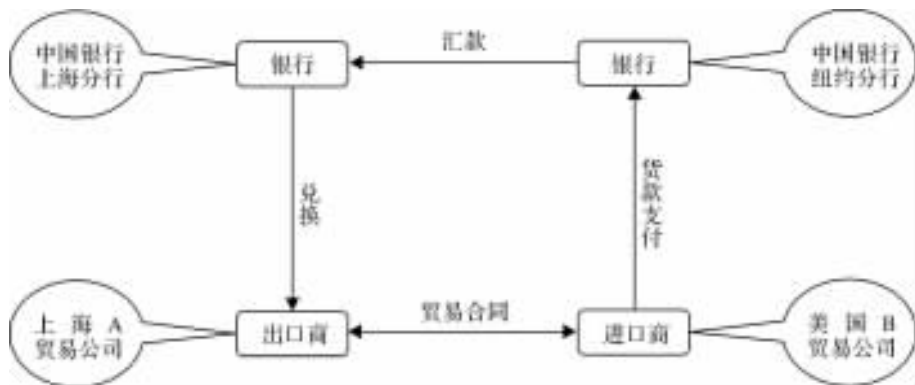 中国银行
上海分行
银行
汇款
银行
中国银行
纽约分行
兑换
货款支付
上海A
贸易公司
出口商
贸易合同
进口商
美国B
贸易公司